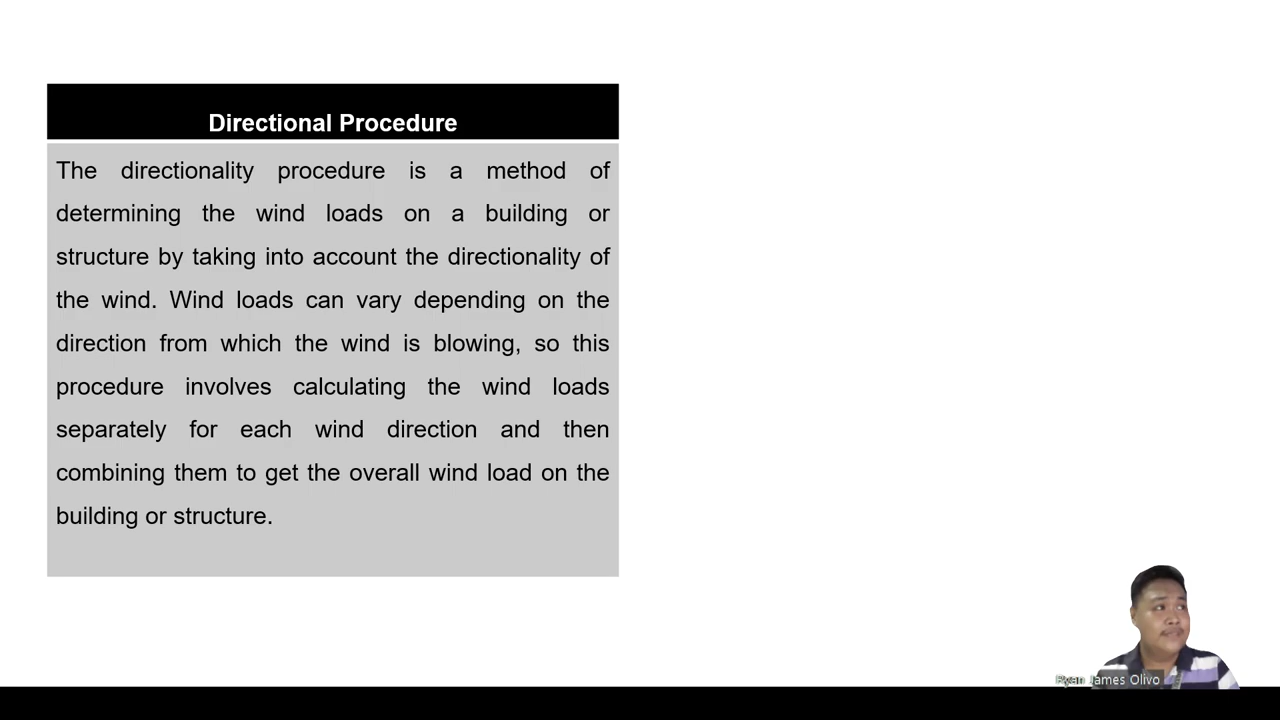 Directional Procedure
The directionality procedure is a method of
determining the wind loads on a building or
structure by taking into account the directionality of
the wind. Wind loads can vary depending on the
direction from which the wind is blowing, so this
procedure involves calculating the wind loads
separately for each wind direction and then
combining them to get the overall wind load on the
building or structure.
Ryan James Olivo